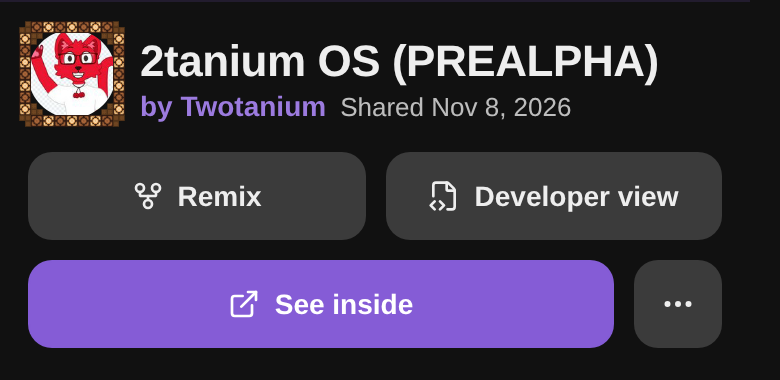 2tanium OS (PREALPHA)
by Twotanium Shared Nov 8, 2026
Remix
Developer view
See inside